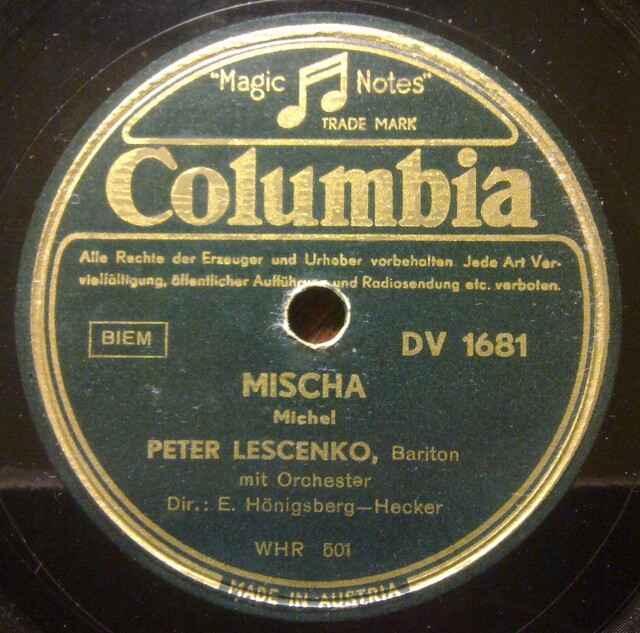 "Magic Notes"
TRADE MARK
Columbia
Alle Rechte der Erzeuger und Urheber vorbehalten. Jede Art Ver-
vielfältigung, öffentlicher Aufführung und Radiosendung etc. verboten.
BIEM
DV 1681
MISCHA
Michel
PETER LESCENKO, Bariton
mit Orchester
Dir.: E. Hönigsberg—Hecker
WHR 501
MADE IN AUSTRIA